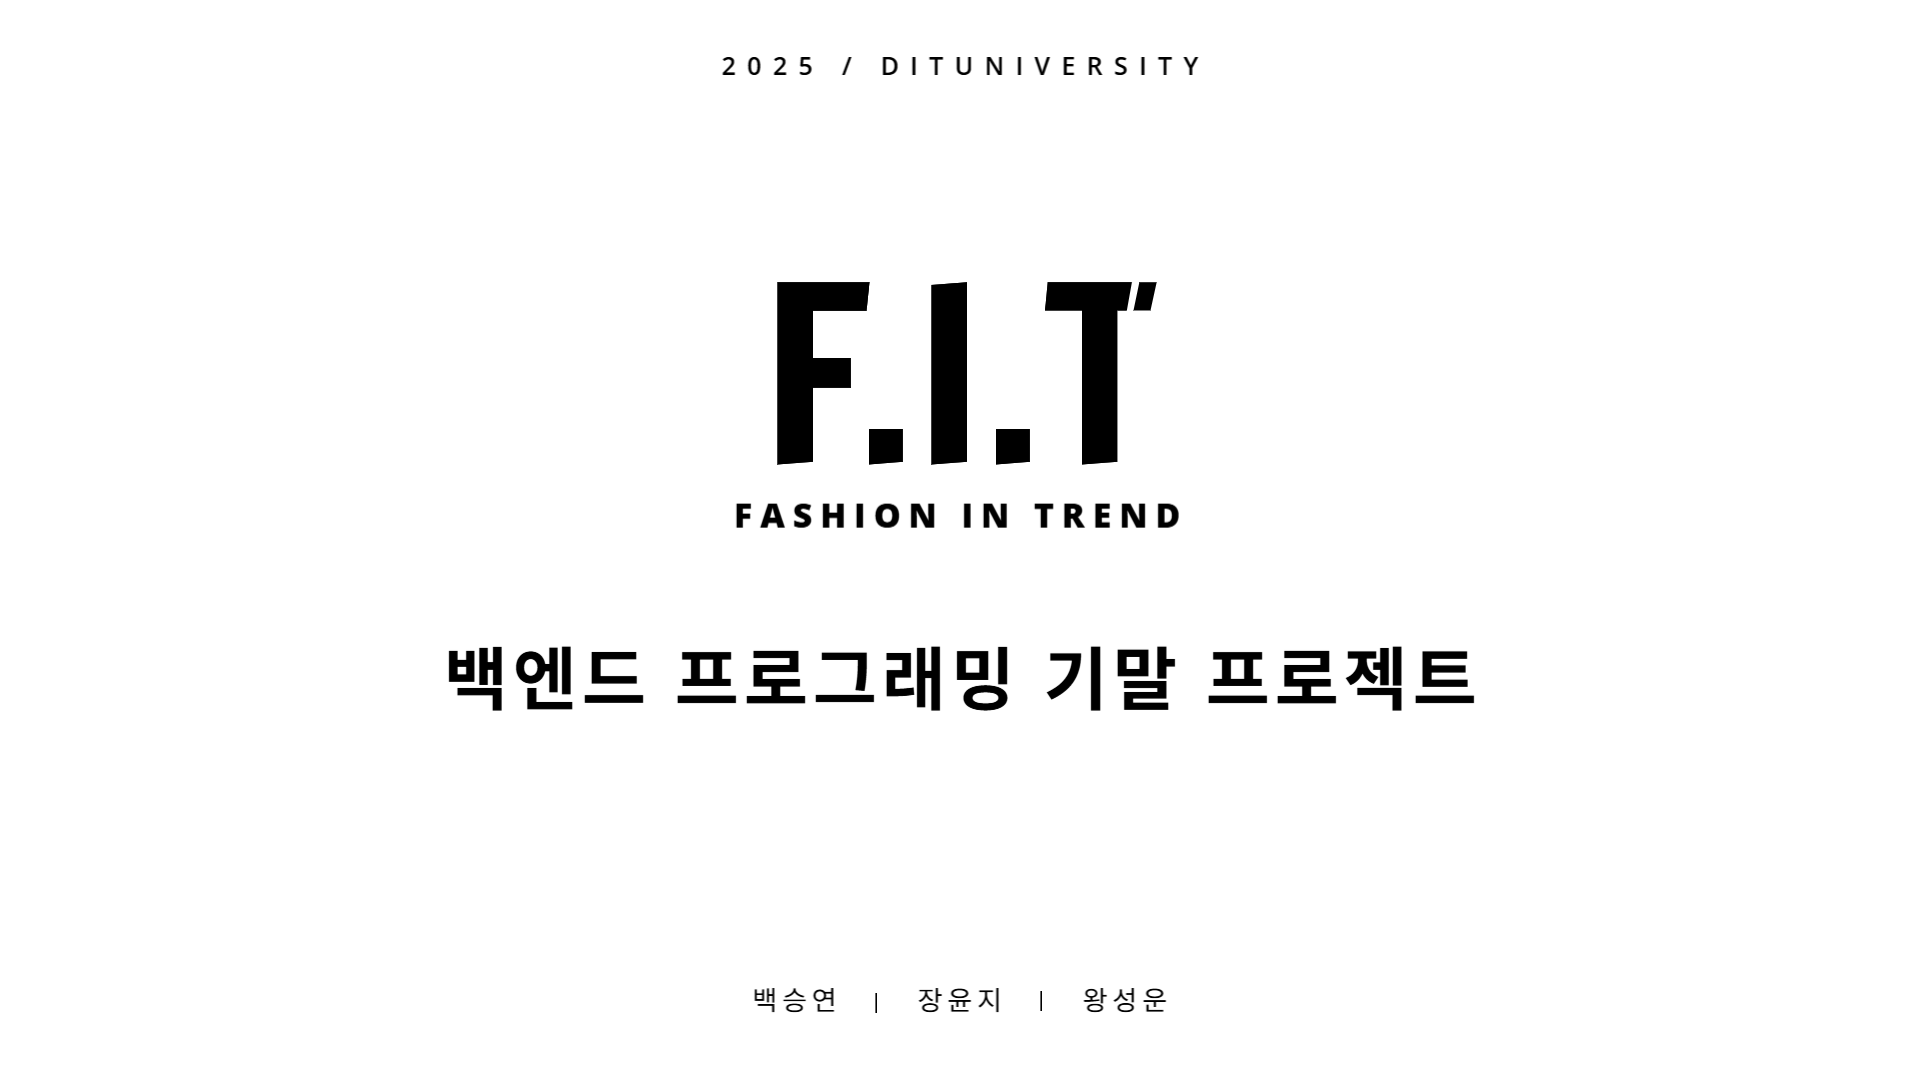 2025 / DITUNIVERSITY
F.I.T
FASHION IN TREND
백엔드 프로그래밍 기말 프로젝트
백승연 | 장윤지 | 왕성운